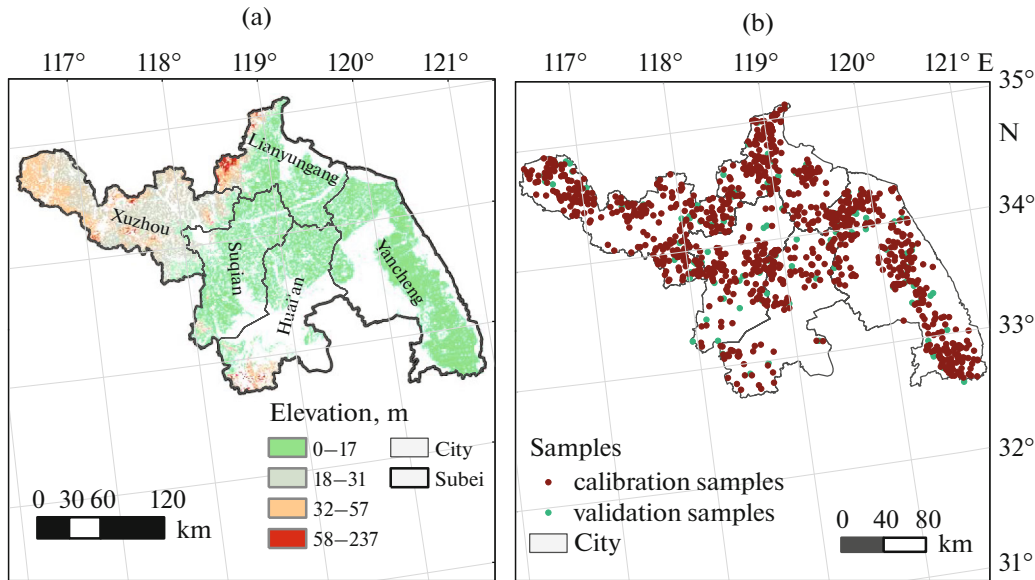 (a)
117° 118° 119° 120° 121°
Lianyungang
Xuzhou
Suqian
Huai'an
Yancheng
Elevation, m
0–17
18–31
32–57
58–237
City
Subei
0 30 60 120
km
(b)
117° 118° 119° 120° 121° E
35°
N
34°
33°
32°
31°
Samples
calibration samples
validation samples
City
0 40 80
km